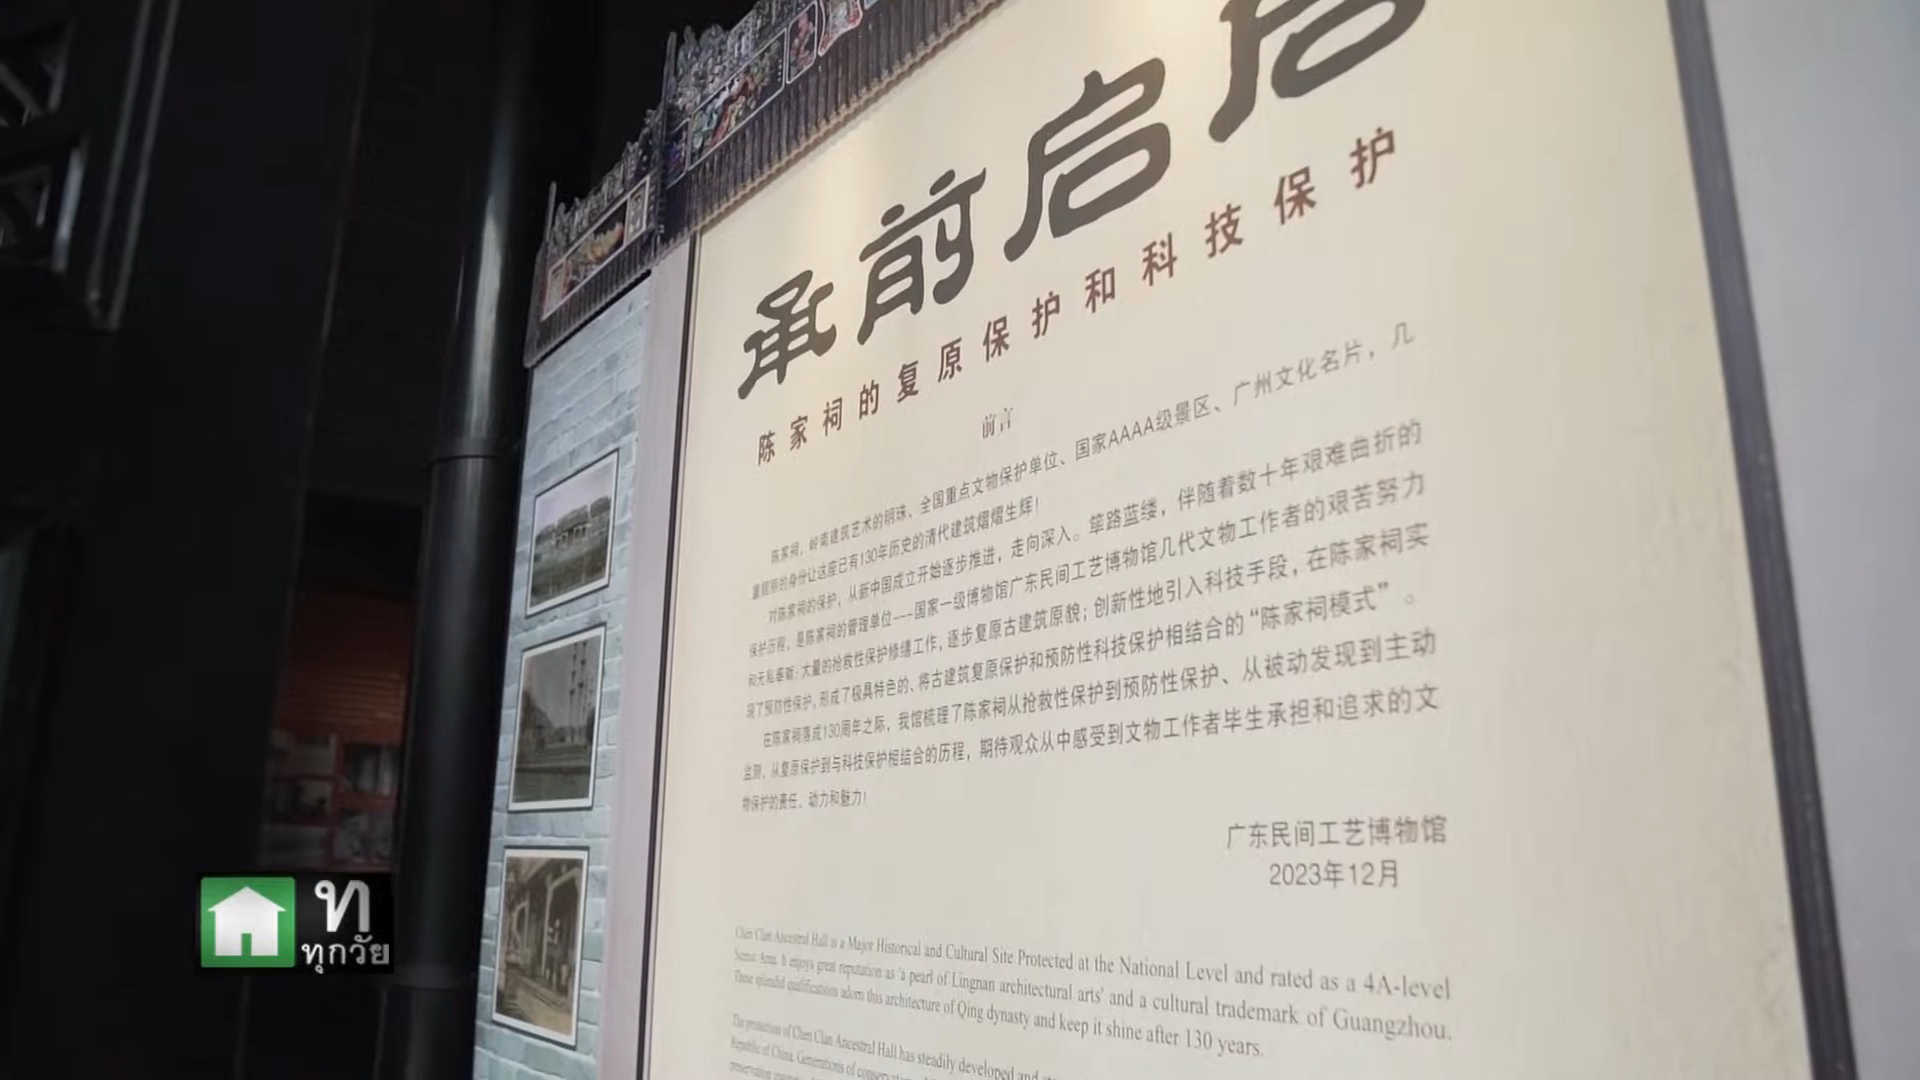 承前启后
陈家祠的复原保护和科技保护
前言
陈家祠，岭南建筑艺术的明珠、全国重点文物保护单位、国家AAAA级景区、广州文化名片，几
重靓丽的身份让这座已有130年历史的清代建筑熠熠生辉！
对陈家祠的保护，从新中国成立开始逐步推进，走向深入。筚路蓝缕，伴随着数十年艰难曲折的
保护历程，是陈家祠的管理单位---国家一级博物馆广东民间工艺博物馆几代文物工作者的艰苦努力
和无私奉献：大量的抢救性保护修缮工作，逐步复原古建筑原貌；创新性地引入科技手段，在陈家祠实
现了预防性保护，形成了极具特色的、将古建筑复原保护和预防性科技保护相结合的“陈家祠模式”。
在陈家祠落成130周年之际，我馆梳理了陈家祠从抢救性保护到预防性保护、从被动发现到主动
监测，从复原保护到与科技保护相结合的历程，期待观众从中感受到文物工作者毕生承担和追求的文
物保护的责任、动力和魅力！
广东民间工艺博物馆
2023年12月
Chen Clan Ancestral Hall is a Major Historical and Cultural Site Protected at the National Level and rated as a 4A-level
Scenic Area. It enjoys great reputation as 'a pearl of Lingnan architectural arts' and a cultural trademark of Guangzhou.
These splendid qualifications adorn this architecture of Qing dynasty and keep it shine after 130 years.
The protection of Chen Clan Ancestral Hall has steadily developed and
Republic of China. Generations of
ท
ทุกวัย